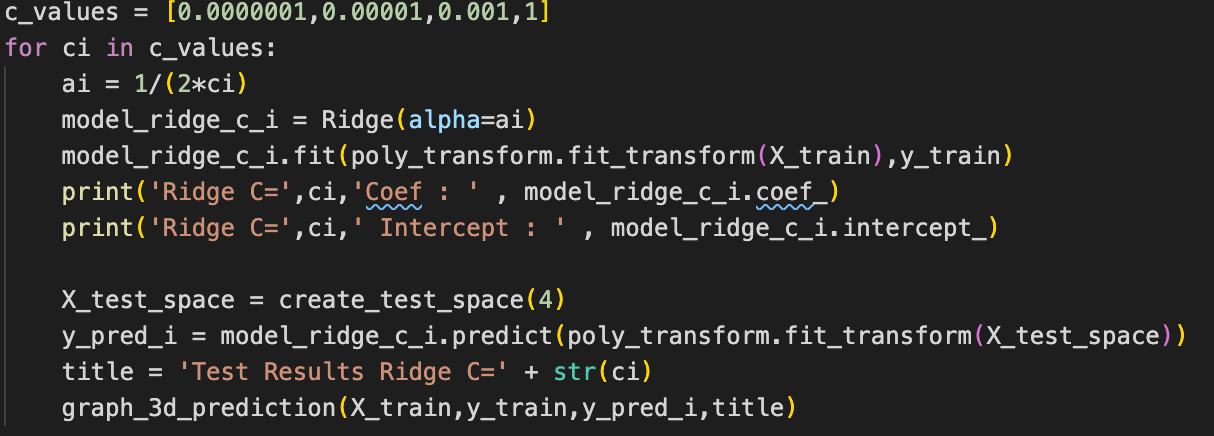 c_values = [0.0000001,0.00001,0.001,1]
for ci in c_values:
    ai = 1/(2*ci)
    model_ridge_c_i = Ridge(alpha=ai)
    model_ridge_c_i.fit(poly_transform.fit_transform(X_train),y_train)
    print('Ridge C=',ci,'Coef : ' , model_ridge_c_i.coef_)
    print('Ridge C=',ci,' Intercept : ' , model_ridge_c_i.intercept_)

    X_test_space = create_test_space(4)
    y_pred_i = model_ridge_c_i.predict(poly_transform.fit_transform(X_test_space))
    title = 'Test Results Ridge C=' + str(ci)
    graph_3d_prediction(X_train,y_train,y_pred_i,title)